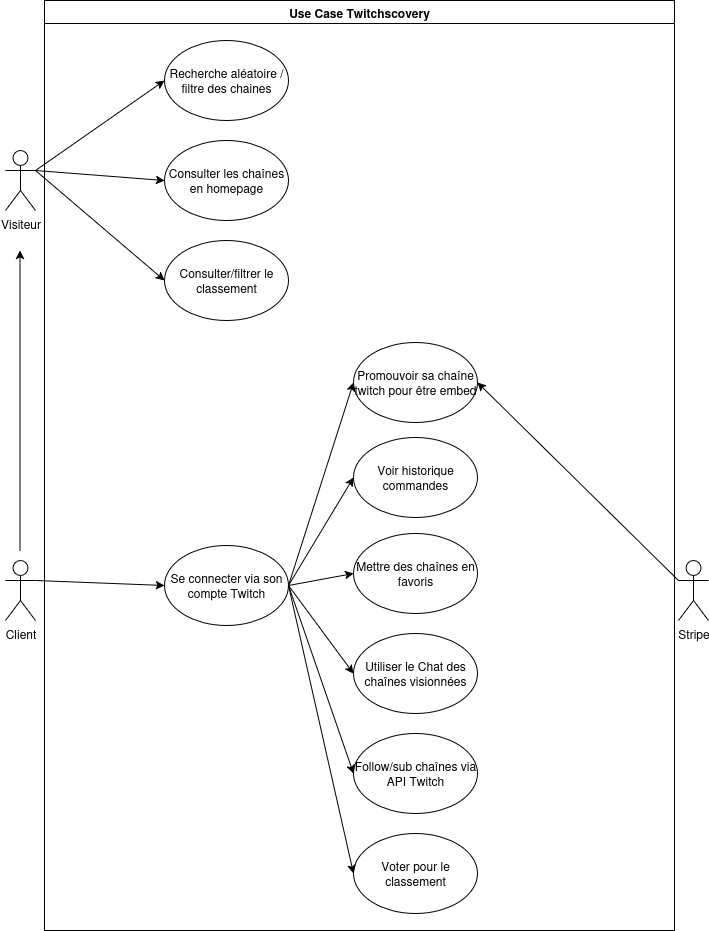 Use Case Twitchscovery
Recherche aléatoire /
filtre des chaines
Consulter les chaînes
en homepage
Visiteur
Consulter/filtrer le
classement
Promouvoir sa chaîne
twitch pour être embed
Voir historique
commandes
Mettre des chaînes en
favoris
Se connecter via son
compte Twitch
Client
Stripe
Utiliser le Chat des
chaînes visionnées
Follow/sub chaînes via
API Twitch
Voter pour le
classement